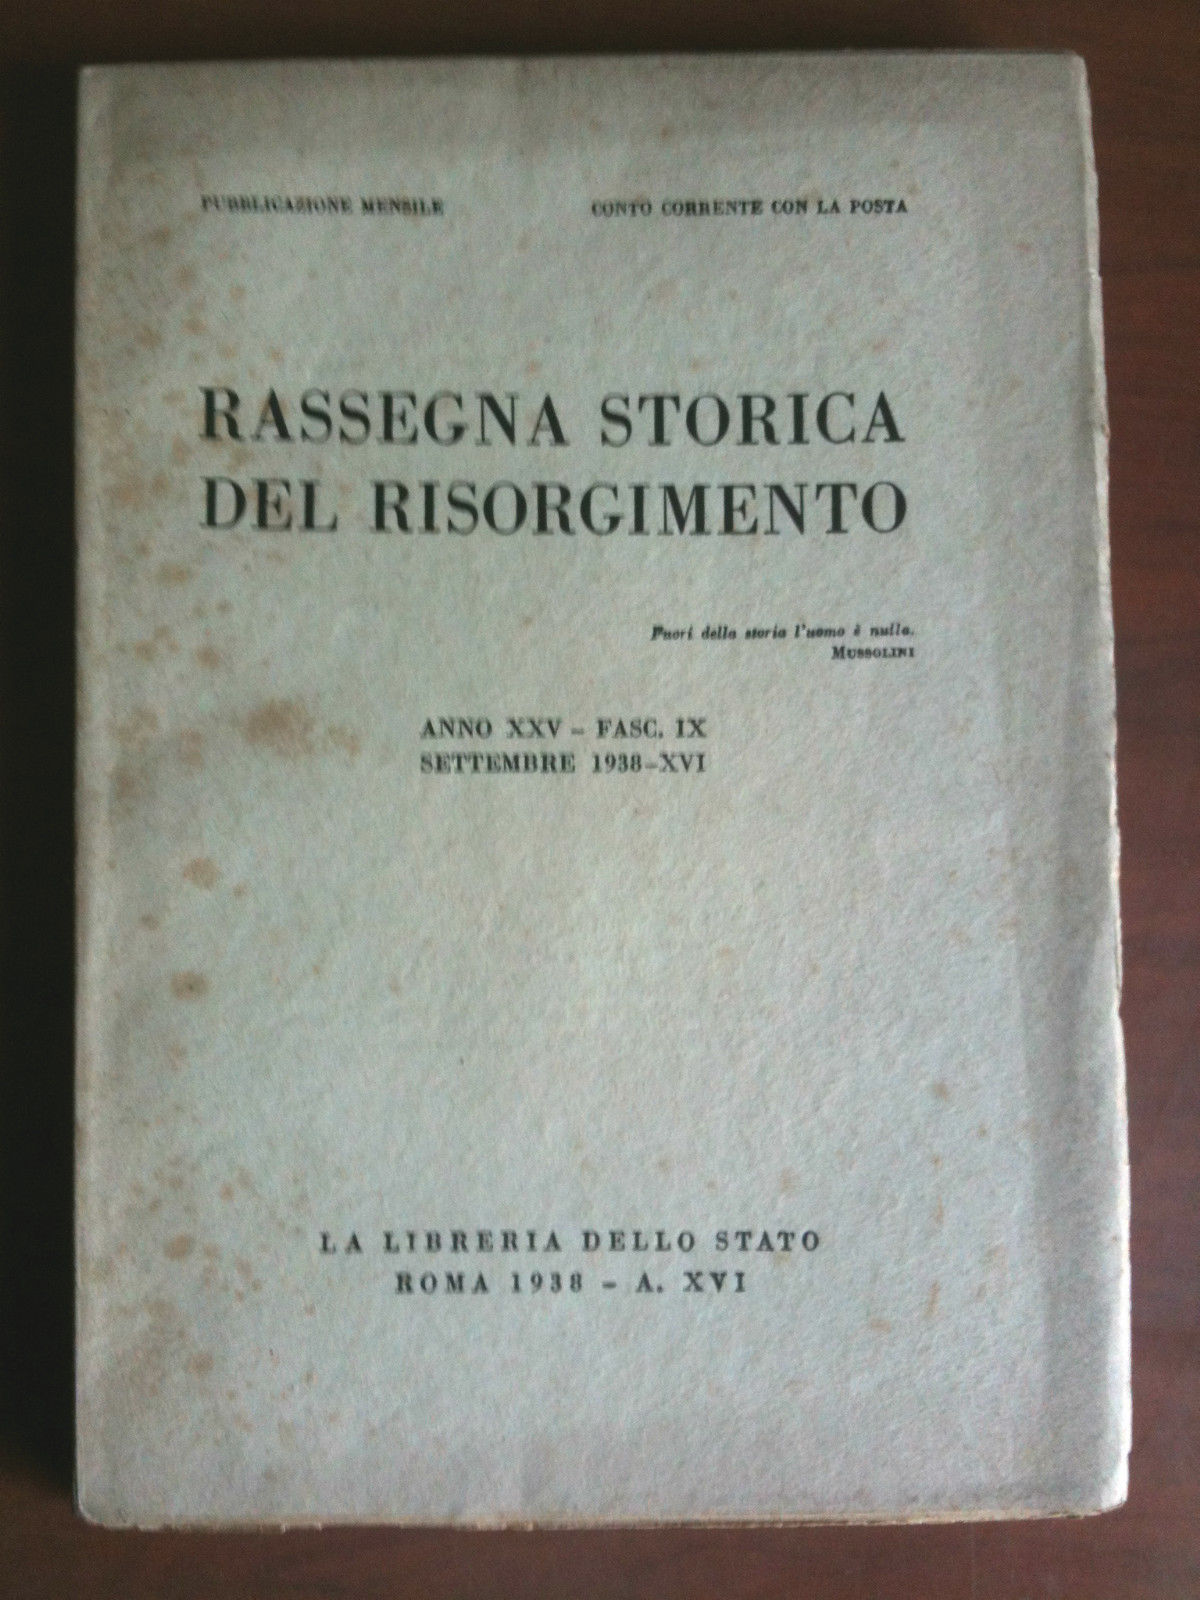 PUBBLICAZIONE MENSILE CONTO CORRENTE CON LA POSTA
RASSEGNA STORICA
DEL RISORGIMENTO
Fuori della storia l'uomo è nulla.
MUSSOLINI
ANNO XXV - FASC. IX
SETTEMBRE 1938-XVI
LA LIBRERIA DELLO STATO
ROMA 1938 - A. XVI